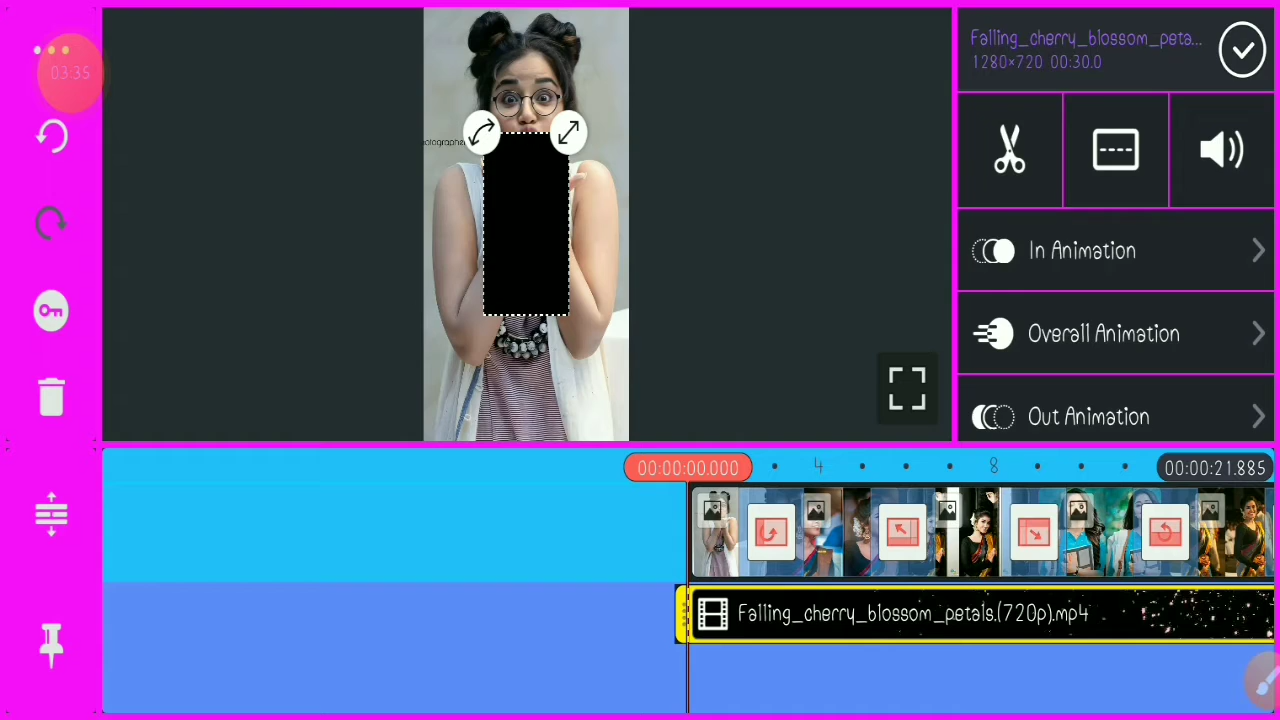 03:35
Falling_cherry_blossom_peta...
1280×720 00:30.0
In Animation
Overall Animation
Out Animation
00:00:00.000
4
8
00:00:21.885
Falling_cherry_blossom_petals.(720p).mp4